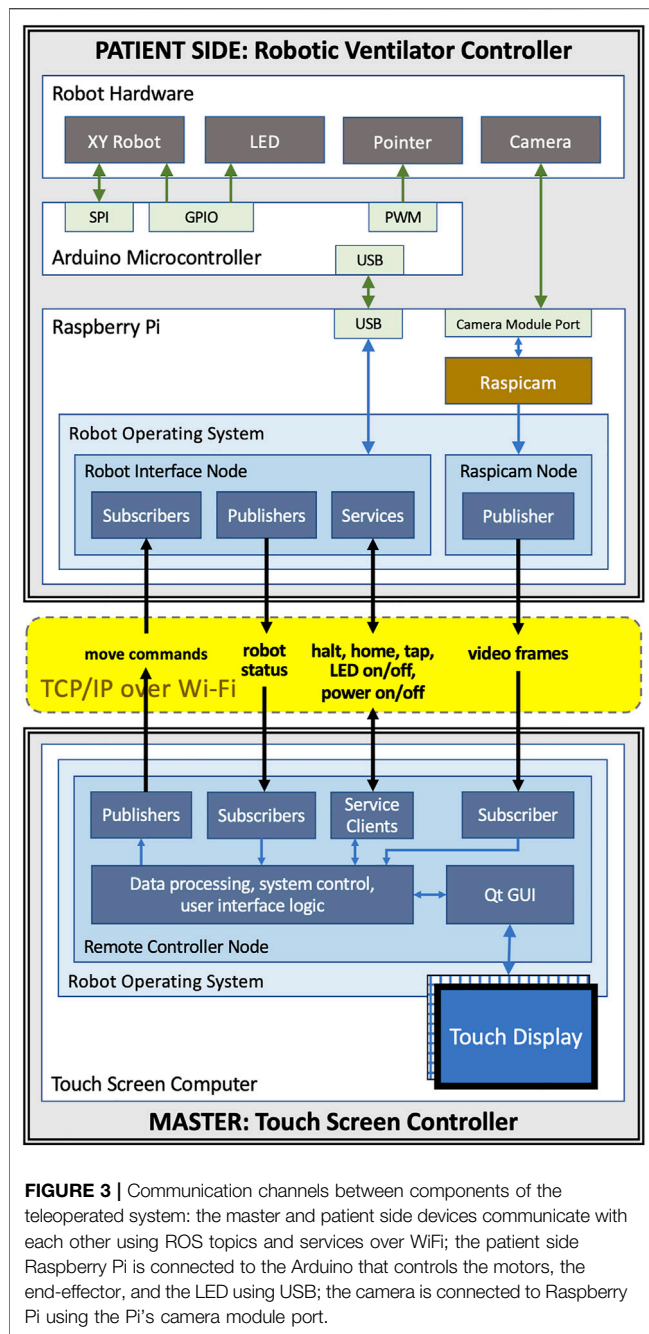 PATIENT SIDE: Robotic Ventilator Controller
Robot Hardware
XY Robot
LED
Pointer
Camera
SPI
GPIO
PWM
Arduino Microcontroller
USB
Raspberry Pi
USB
Camera Module Port
Raspicam
Robot Operating System
Robot Interface Node
Raspicam Node
Subscribers
Publishers
Services
Publisher
move commands
robot
status
halt, home, tap,
LED on/off,
power on/off
video frames
TCP/IP over Wi-Fi
Publishers
Subscribers
Service
Clients
Subscriber
Data processing, system control,
user interface logic
Qt GUI
Remote Controller Node
Robot Operating System
Touch Display
Touch Screen Computer
MASTER: Touch Screen Controller
FIGURE 3 | Communication channels between components of the
teleoperated system: the master and patient side devices communicate with
each other using ROS topics and services over WiFi; the patient side
Raspberry Pi is connected to the Arduino that controls the motors, the
end-effector, and the LED using USB; the camera is connected to Raspberry
Pi using the Pi's camera module port.